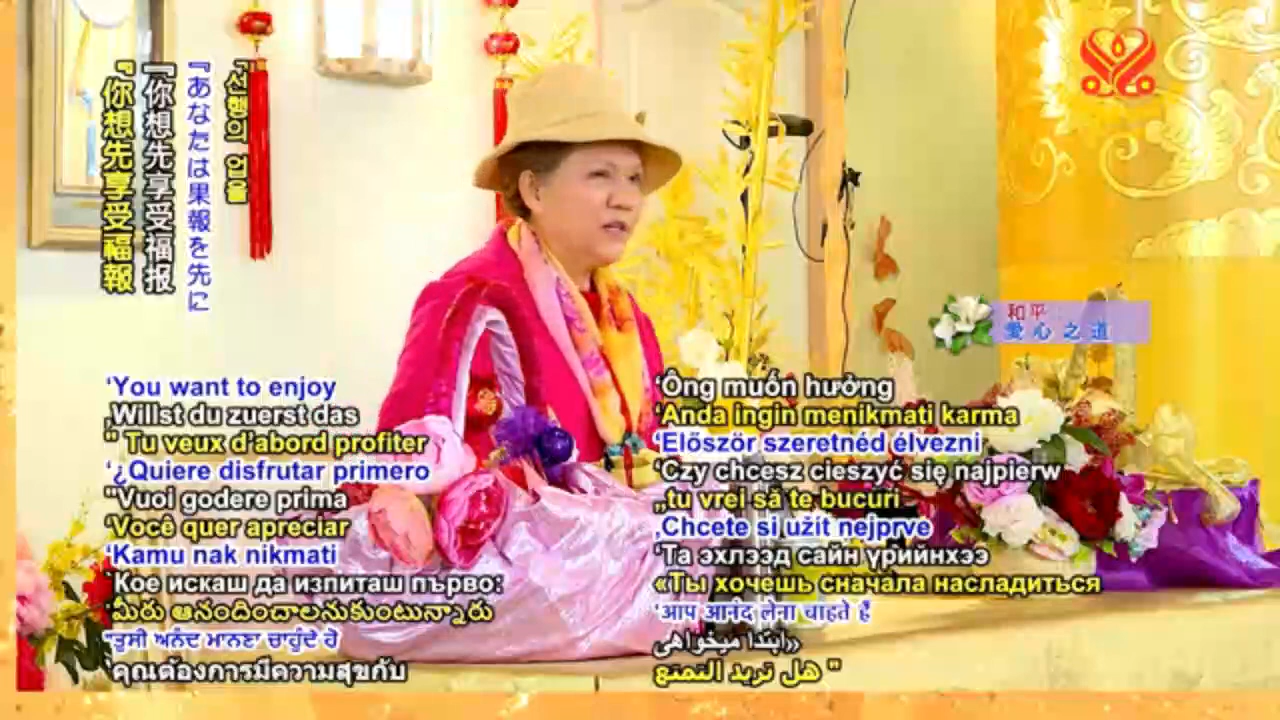 『선행의 업을
『あなたは果報を先に
『你想先享受福报
『你想先享受福報
和平
愛心之道
‘You want to enjoy
‚Willst du zuerst das
" Tu veux d’abord profiter
‘¿Quiere disfrutar primero
"Vuoi godere prima
‘Você quer apreciar
‘Kamu nak nikmati
`Кое искаш да изпиташ първо:
‘మీరు ఆనందించాలనుకుంటున్నారు
"ਤੁਸੀ ਅਨੰਦ ਮਾਨਣਾ ਚਾਹੁੰਦੇ ਹੋ
‘คุณต้องการมีความสุขกับ
‘Ông muốn hưởng
‘Anda ingin menikmati karma
‘Először szeretnéd élvezni
‘Czy chcesz cieszyć się najpierw
„tu vrei să te bucuri
‚Chcete si užít nejprve
‘Та эхлээд сайн үрийнхээ
«Ты хочешь сначала насладиться
‘आप आनंद लेना चाहते हैं
«ابتدا میخواهی
" هل تريد التمتع